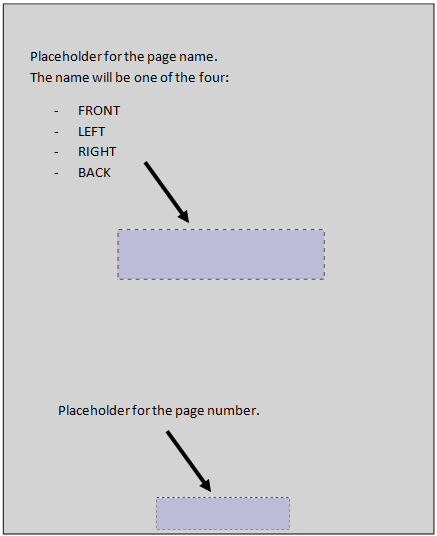 Placeholder for the page name.
The name will be one of the four:
- FRONT
- LEFT
- RIGHT
- BACK
Placeholder for the page number.